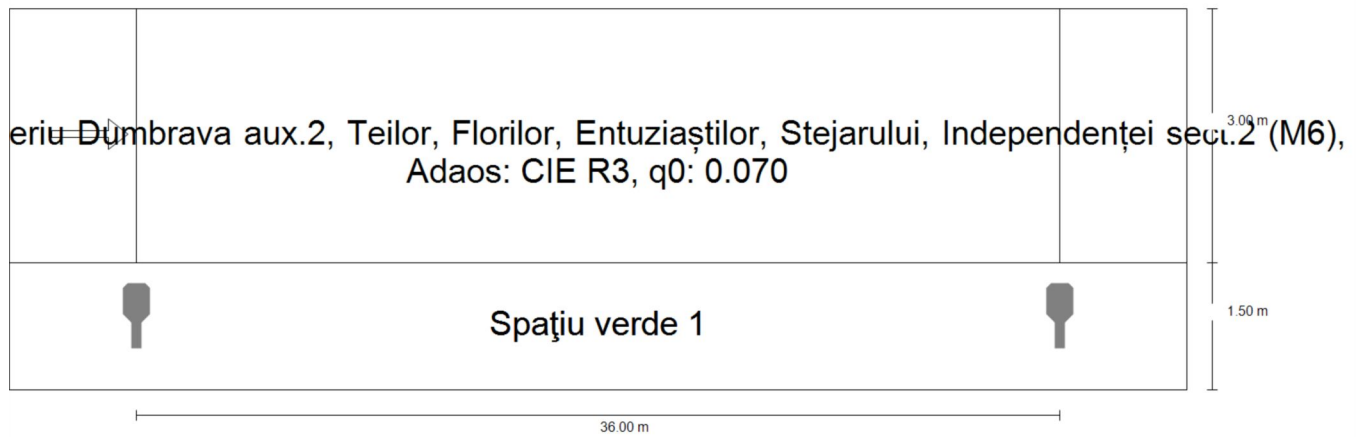 eriu Dumbrava aux.2, Teilor, Florilor, Entuziaștilor, Stejarului, Independenței sect.2 (M6),
3.00 m
Adaos: CIE R3, q0: 0.070
Spaţiu verde 1
1.50 m
36.00 m